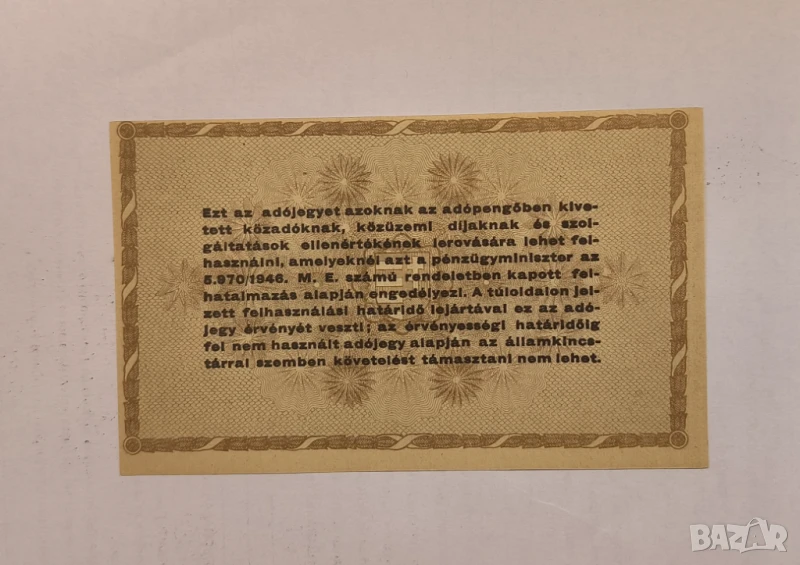 Ezt az adójegyet azoknak az adópengőben kive-
tett közadóknak, közüzemi díjaknak és szol-
gáltatások ellenértékének lerovására lehet fel-
használni, amelyeknél azt a pénzügyminiszter az
5.970/1946. M. E. számú rendeletben kapott fel-
hatalmazás alapján engedélyezi. A túloldalon jel-
zett felhasználási határidő lejártával ez az adó-
jegy érvényét veszti; az érvényességi határidőig
fel nem használt adójegy alapján az államkincs-
tárral szemben követelést támasztani nem lehet.
BAZAR